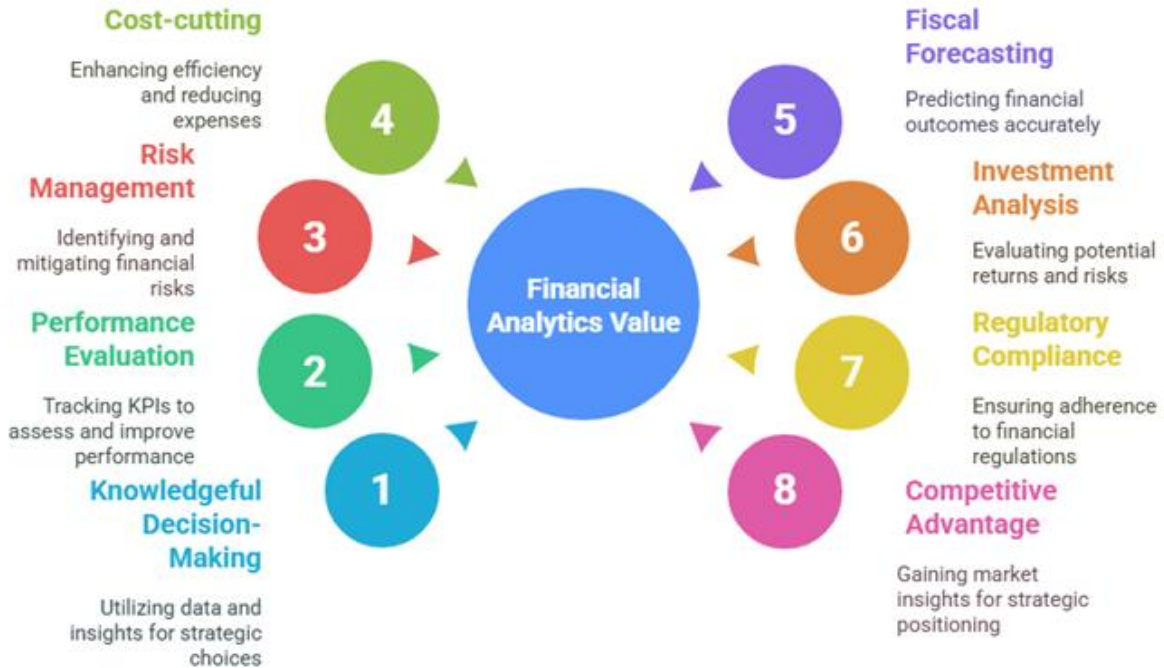 Cost-cutting
Enhancing efficiency
and reducing
expenses
4
Risk
Management
Identifying and
mitigating financial
risks
3
Performance
Evaluation
Tracking KPIs to
assess and improve
performance
2
Knowledgeful
Decision-
Making
Utilizing data and
insights for strategic
choices
1
Financial
Analytics Value
5
Fiscal
Forecasting
Predicting financial
outcomes accurately
6
Investment
Analysis
Evaluating potential
returns and risks
7
Regulatory
Compliance
Ensuring adherence
to financial
regulations
8
Competitive
Advantage
Gaining market
insights for strategic
positioning